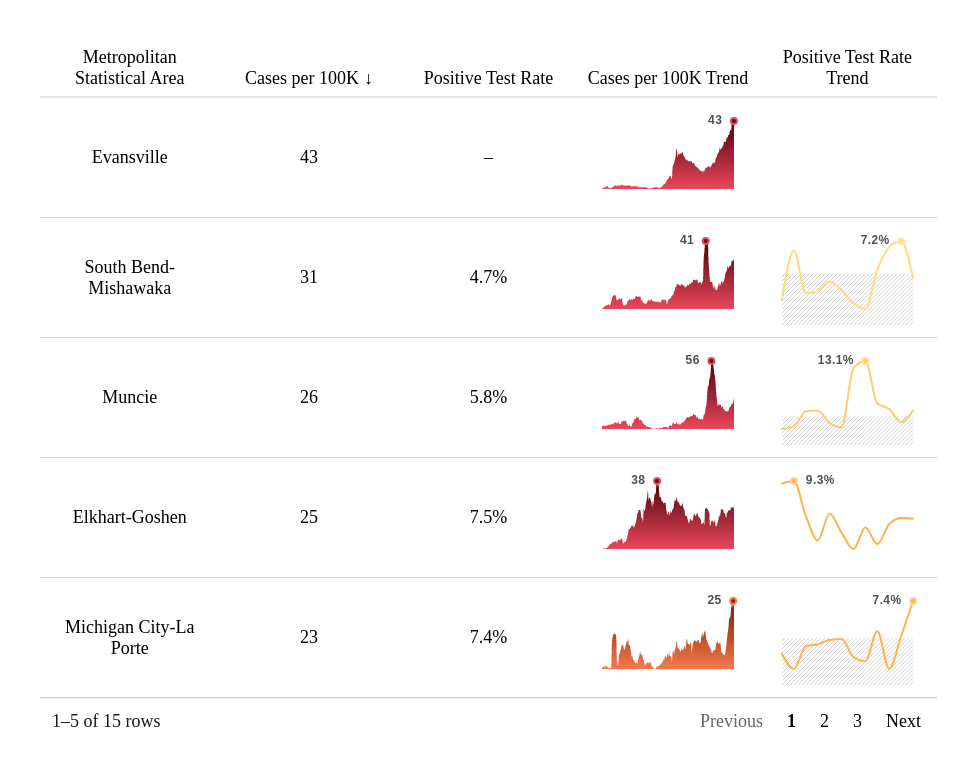 Metropolitan
Statistical Area
Cases per 100K ↓
Positive Test Rate
Cases per 100K Trend
Positive Test Rate
Trend
Evansville
43
–
43
South Bend-
Mishawaka
31
4.7%
41
7.2%
Muncie
26
5.8%
56
13.1%
Elkhart-Goshen
25
7.5%
38
9.3%
Michigan City-La
Porte
23
7.4%
25
7.4%
1–5 of 15 rows
Previous 1 2 3 Next